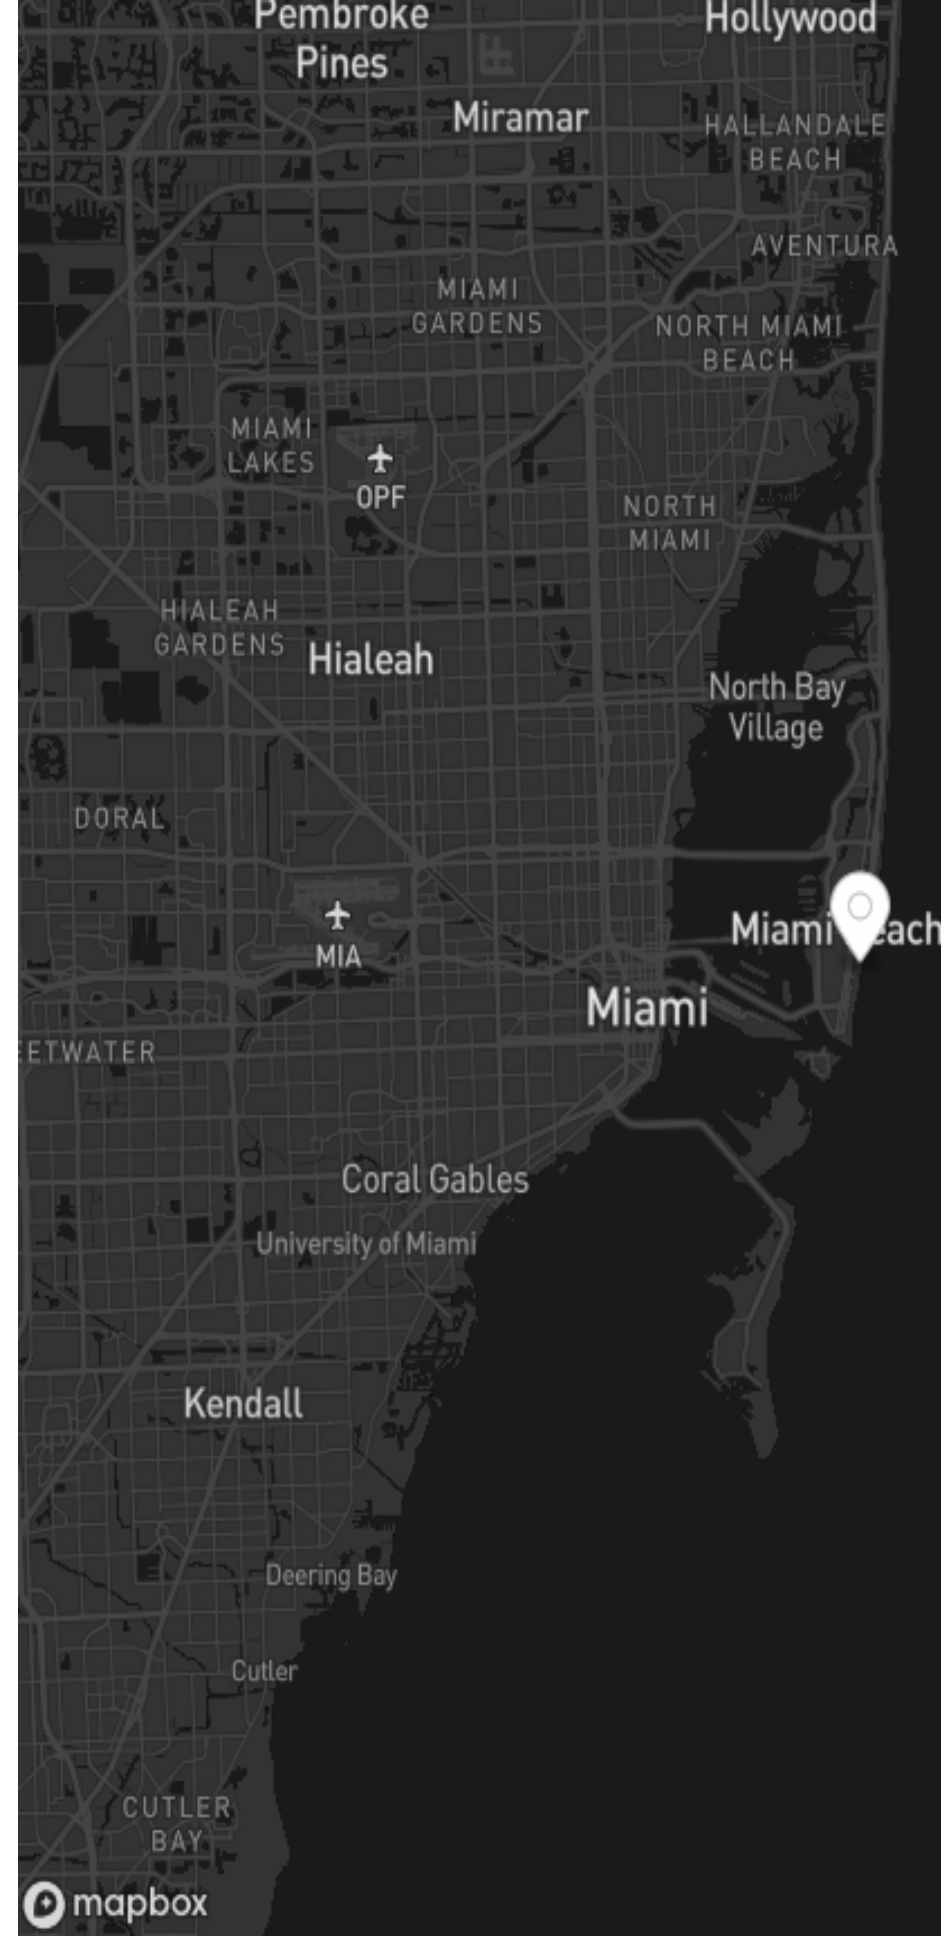 Pembroke
Pines
Hollywood
Miramar
HALLANDALE
BEACH
AVENTURA
MIAMI
GARDENS
NORTH MIAMI
BEACH
MIAMI
LAKES
OPF
NORTH
MIAMI
HIALEAH
GARDENS
Hialeah
North Bay
Village
DORAL
MIA
Miami each
Miami
EETWATER
Coral Gables
University of Miami
Kendall
Deering Bay
Cutler
CUTLER
BAY
mapbox